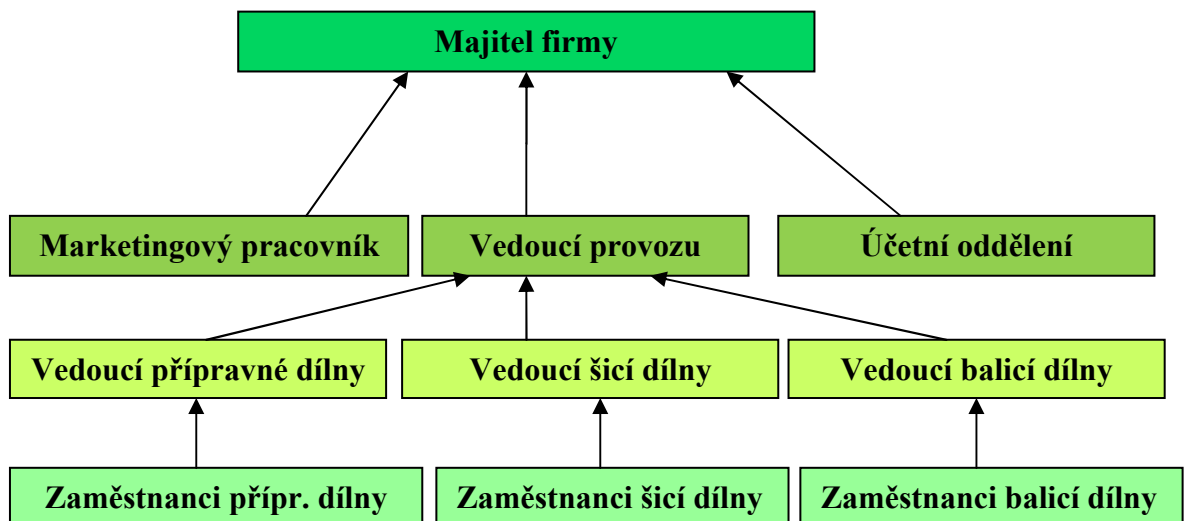 Majitel firmy
Marketingový pracovník
Vedoucí provozu
Účetní oddělení
Vedoucí přípravné dílny
Vedoucí šicí dílny
Vedoucí balicí dílny
Zaměstnanci přípr. dílny
Zaměstnanci šicí dílny
Zaměstnanci balicí dílny